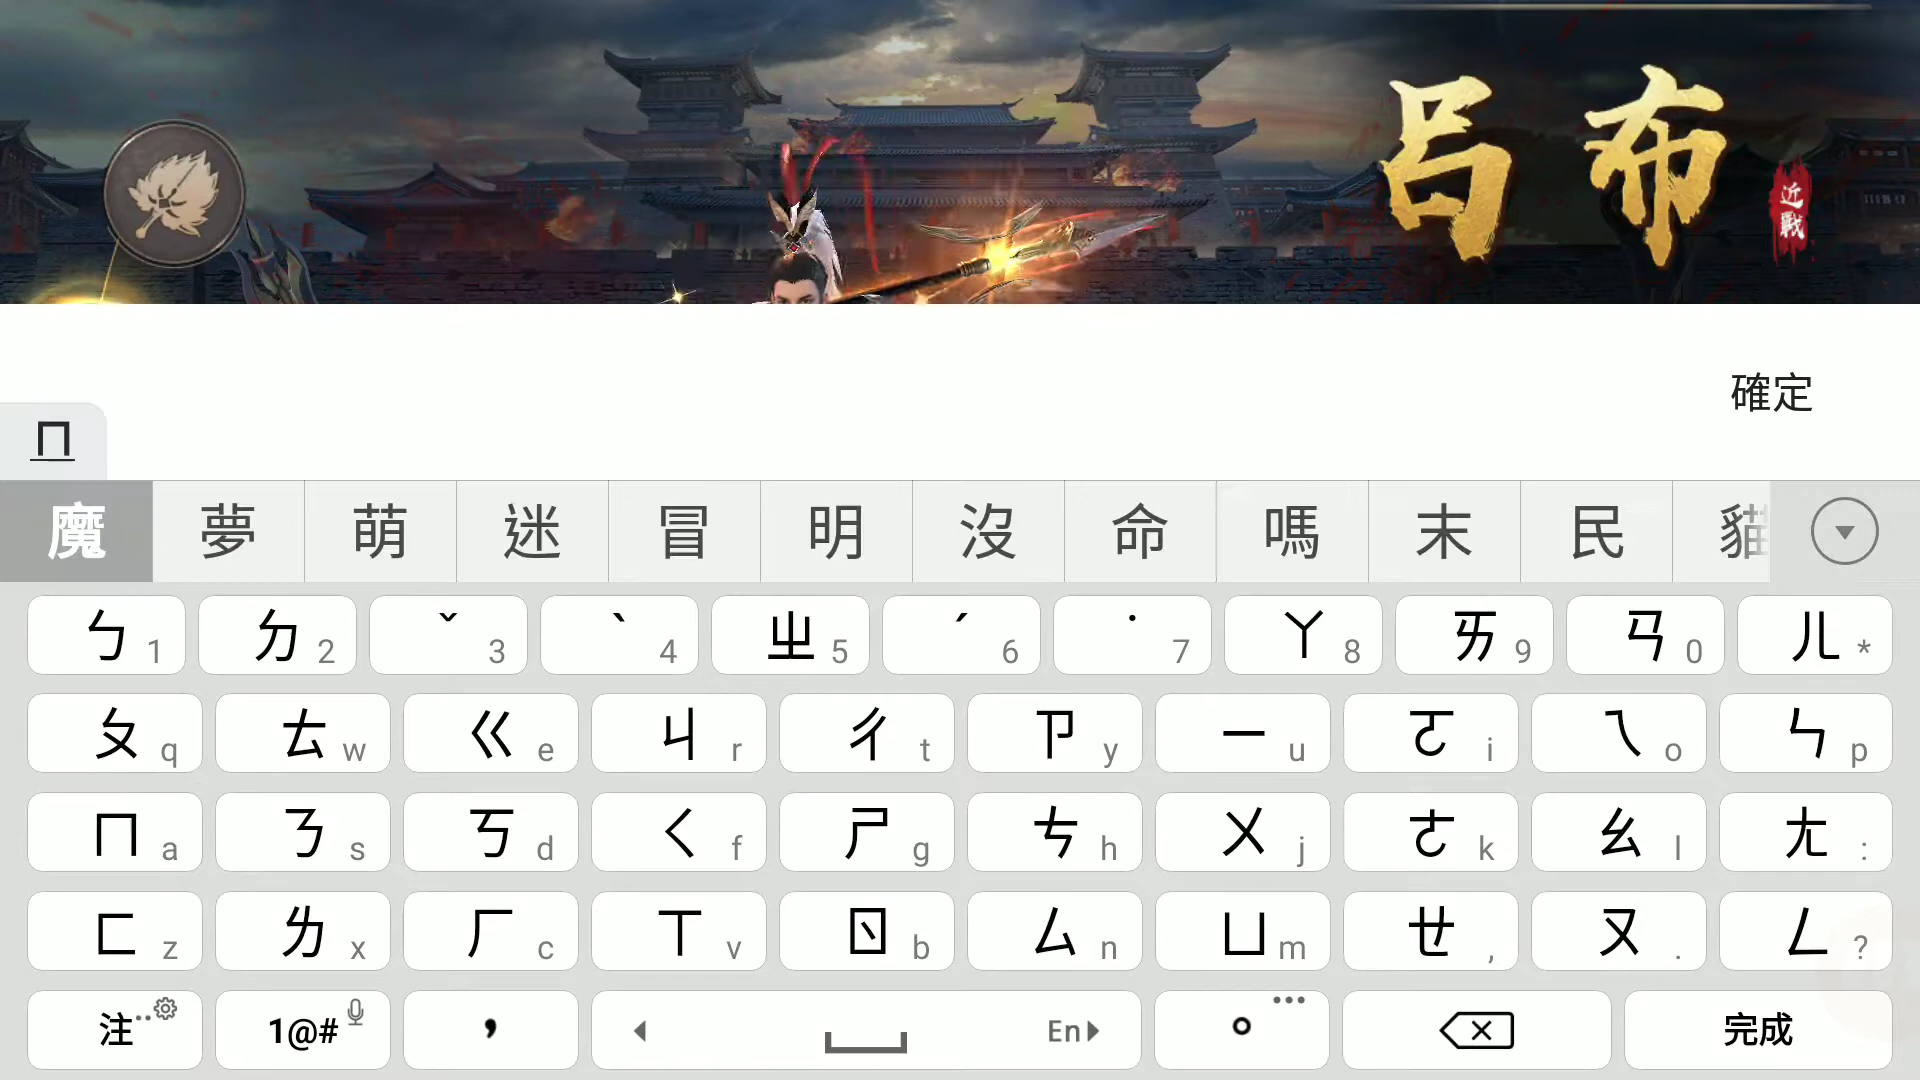 呂布
近戰
確定
ㄇ
魔 夢 萌 迷 冒 明 沒 命 嗎 末 民 貓
ㄅ 1 ㄉ 2 ˇ 3 ˋ 4 ㄓ 5 ˊ 6 ˙ 7 ㄚ 8 ㄞ 9 ㄢ 0 ㄦ *
ㄆ q ㄊ w ㄍ e ㄐ r ㄔ t ㄗ y ㄧ u ㄛ i ㄟ o ㄣ p
ㄇ a ㄋ s ㄎ d ㄑ f ㄕ g ㄘ h ㄨ j ㄜ k ㄠ l ㄤ :
ㄈ z ㄌ x ㄏ c ㄒ v ㄖ b ㄙ n ㄩ m ㄝ , ㄡ . ㄥ ?
注 1@# , En 。 完成